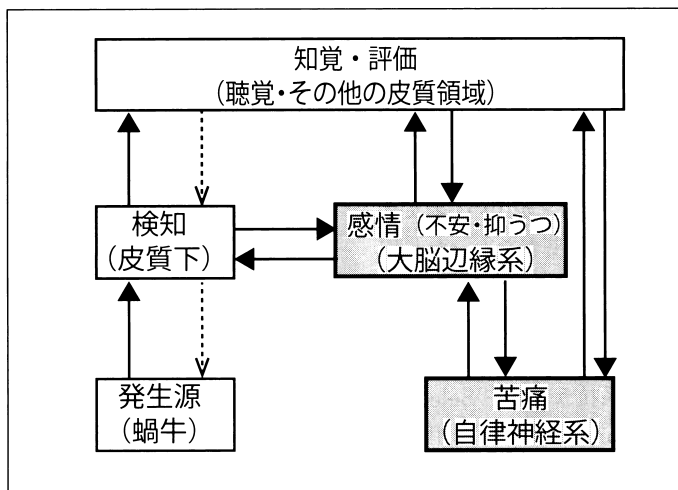 知覚・評価
(聴覚・その他の皮質領域)
検知
(皮質下)
感情(不安・抑うつ)
(大脳辺縁系)
発生源
(蝸牛)
苦痛
(自律神経系)